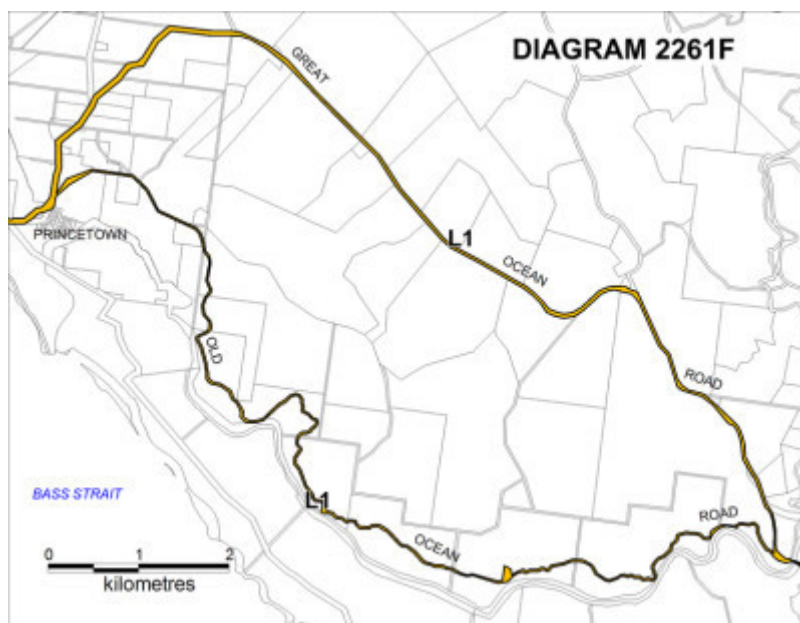 DIAGRAM 2261F
GREAT
L1
OCEAN
ROAD
PRINCETOWN
OLD
L1
OCEAN
ROAD
BASS STRAIT
0 1 2
kilometres